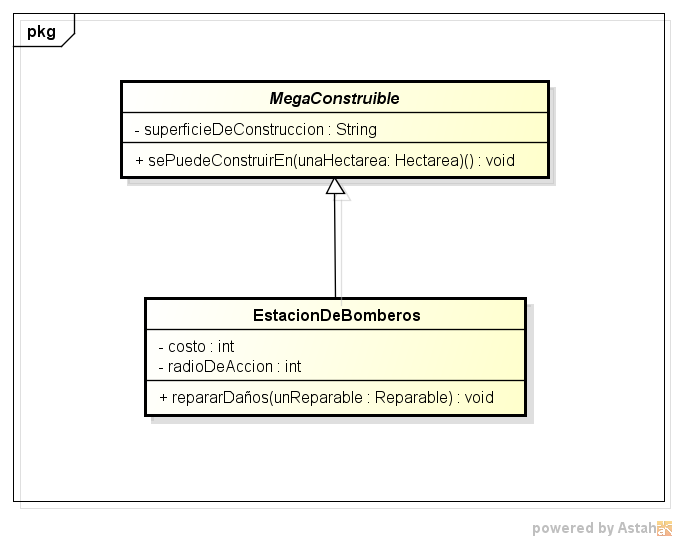 pkg
MegaConstruible
- superficieDeConstruccion : String
+ sePuedeConstruirEn(unaHectarea: Hectarea)() : void
EstacionDeBomberos
- costo : int
- radioDeAccion : int
+ repararDaños(unReparable : Reparable) : void
powered by Astah